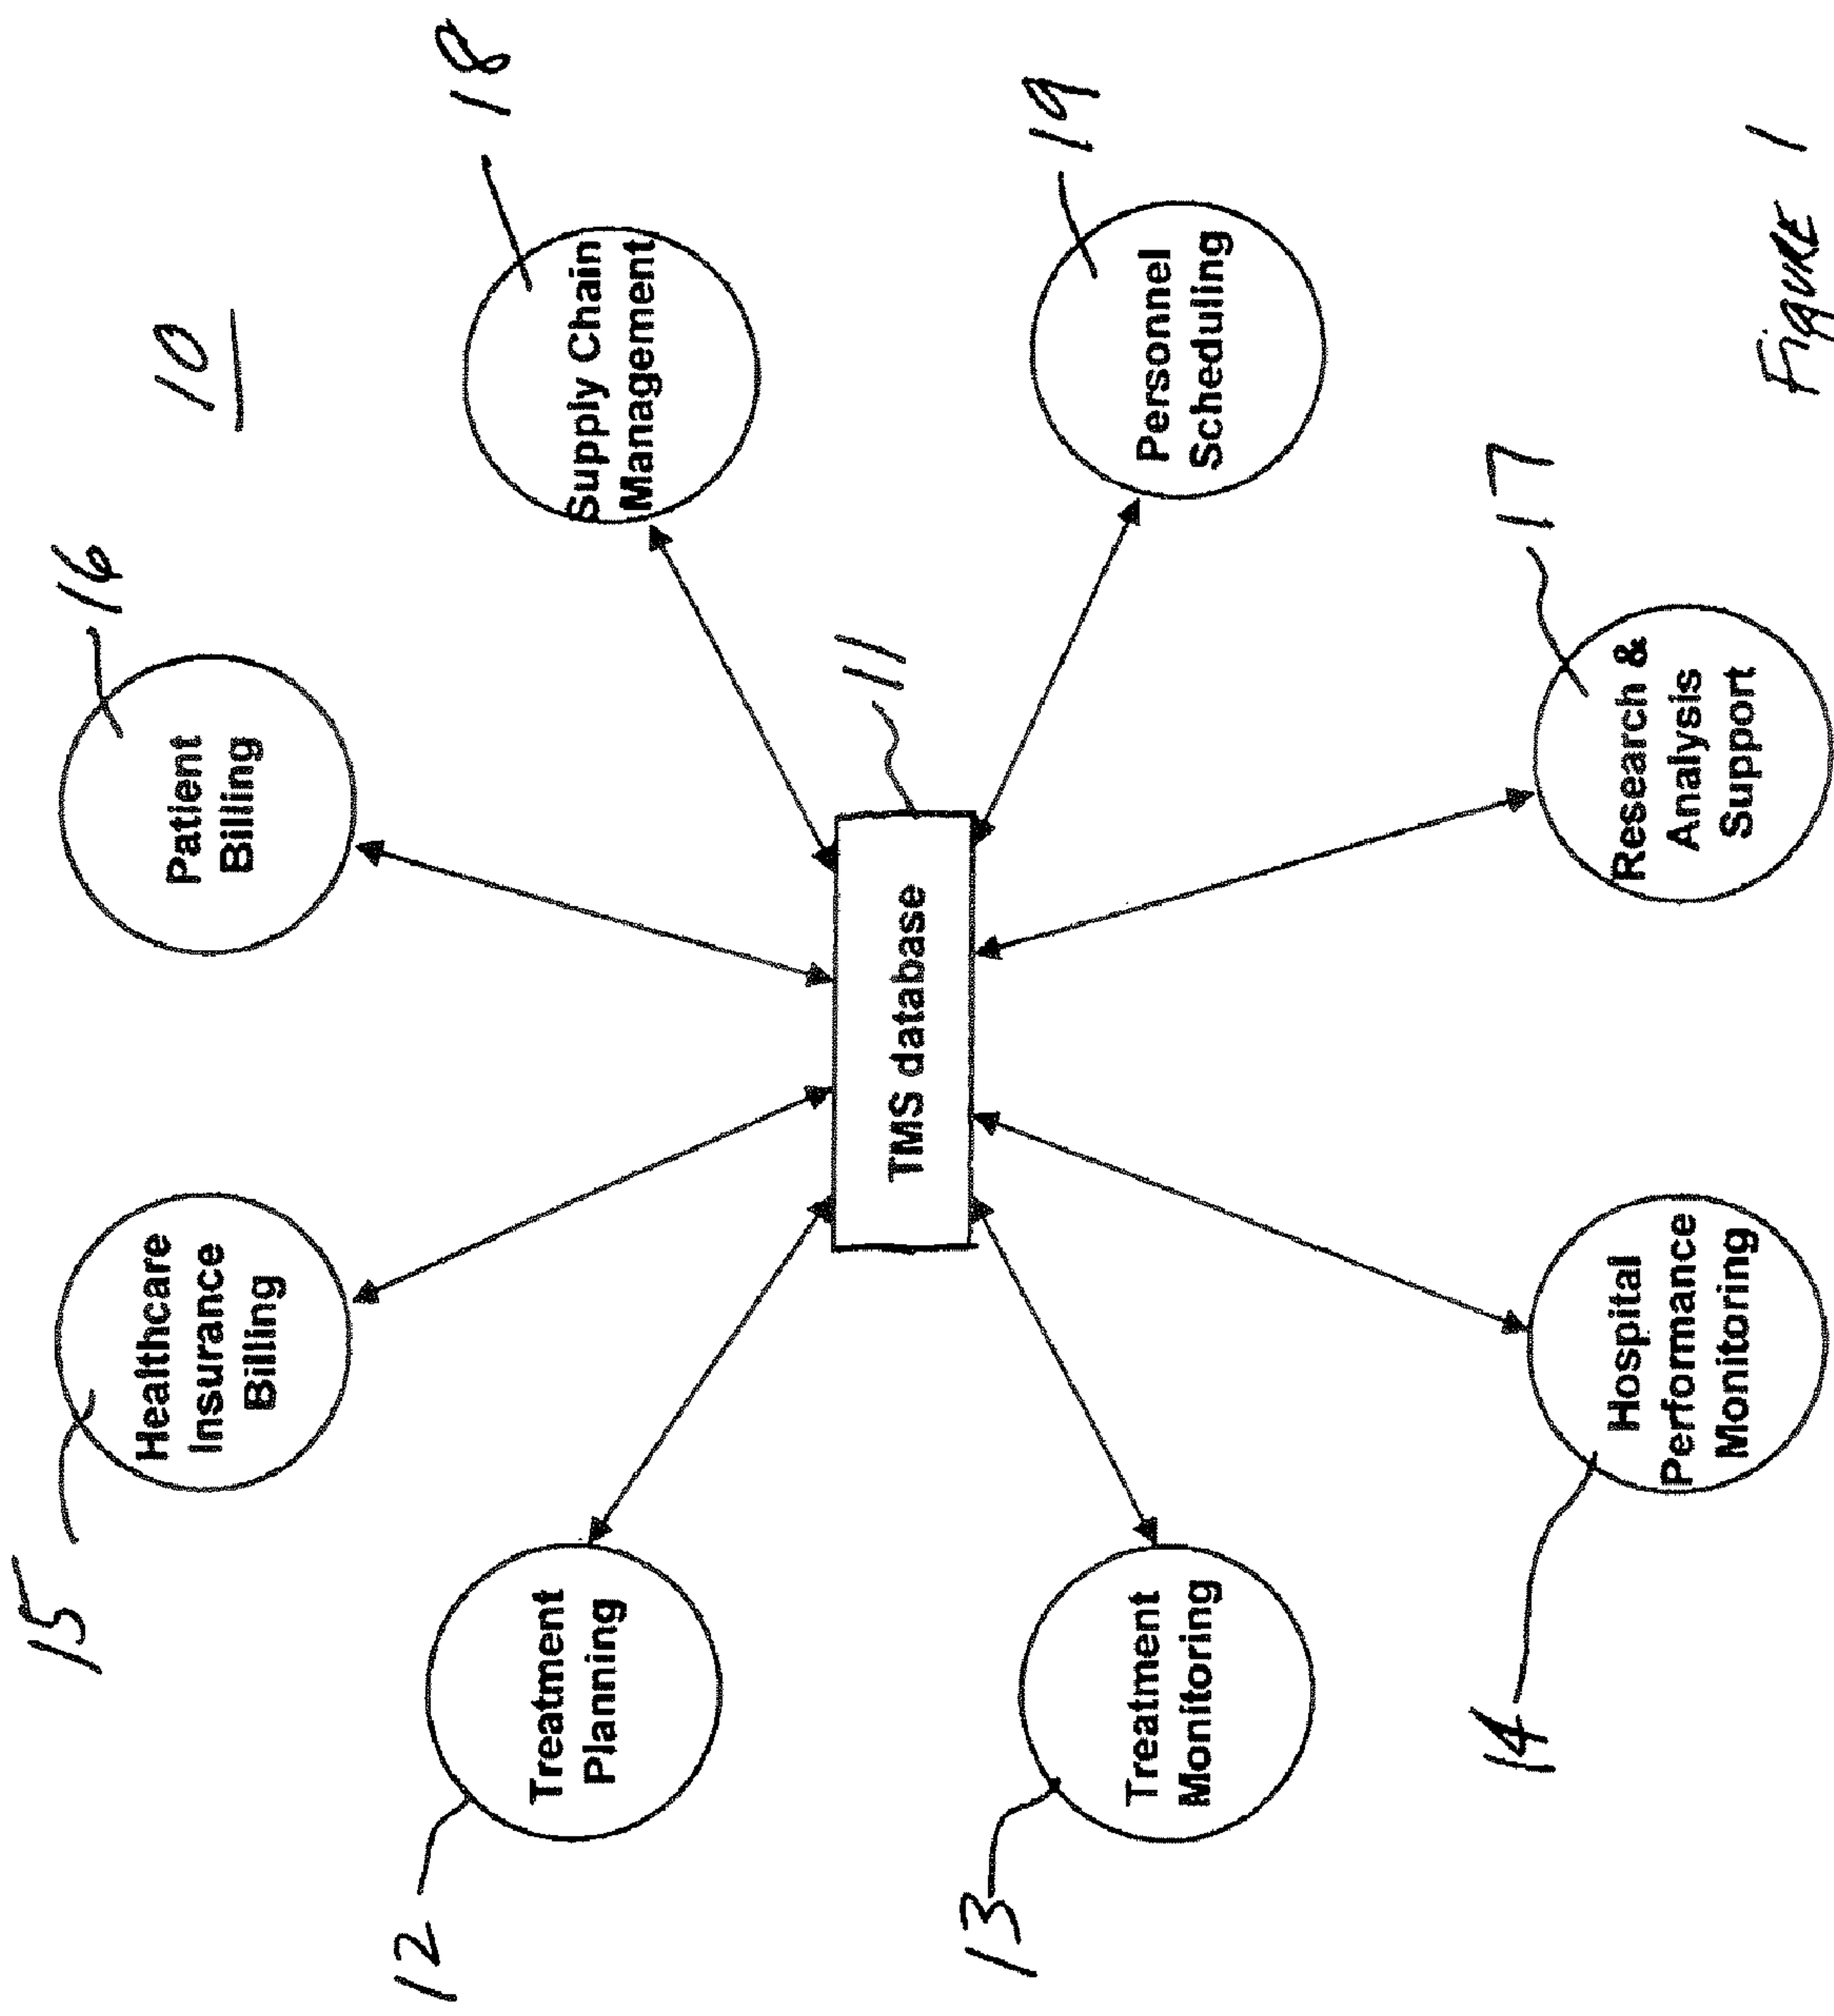 10
15
Healthcare
Insurance
Billing
16
Patient
Billing
12
Treatment
Planning
18
Supply Chain
Management
TMS database
11
13
Treatment
Monitoring
19
Personnel
Scheduling
14
Hospital
Performance
Monitoring
17
Research &
Analysis
Support
FigurE 1